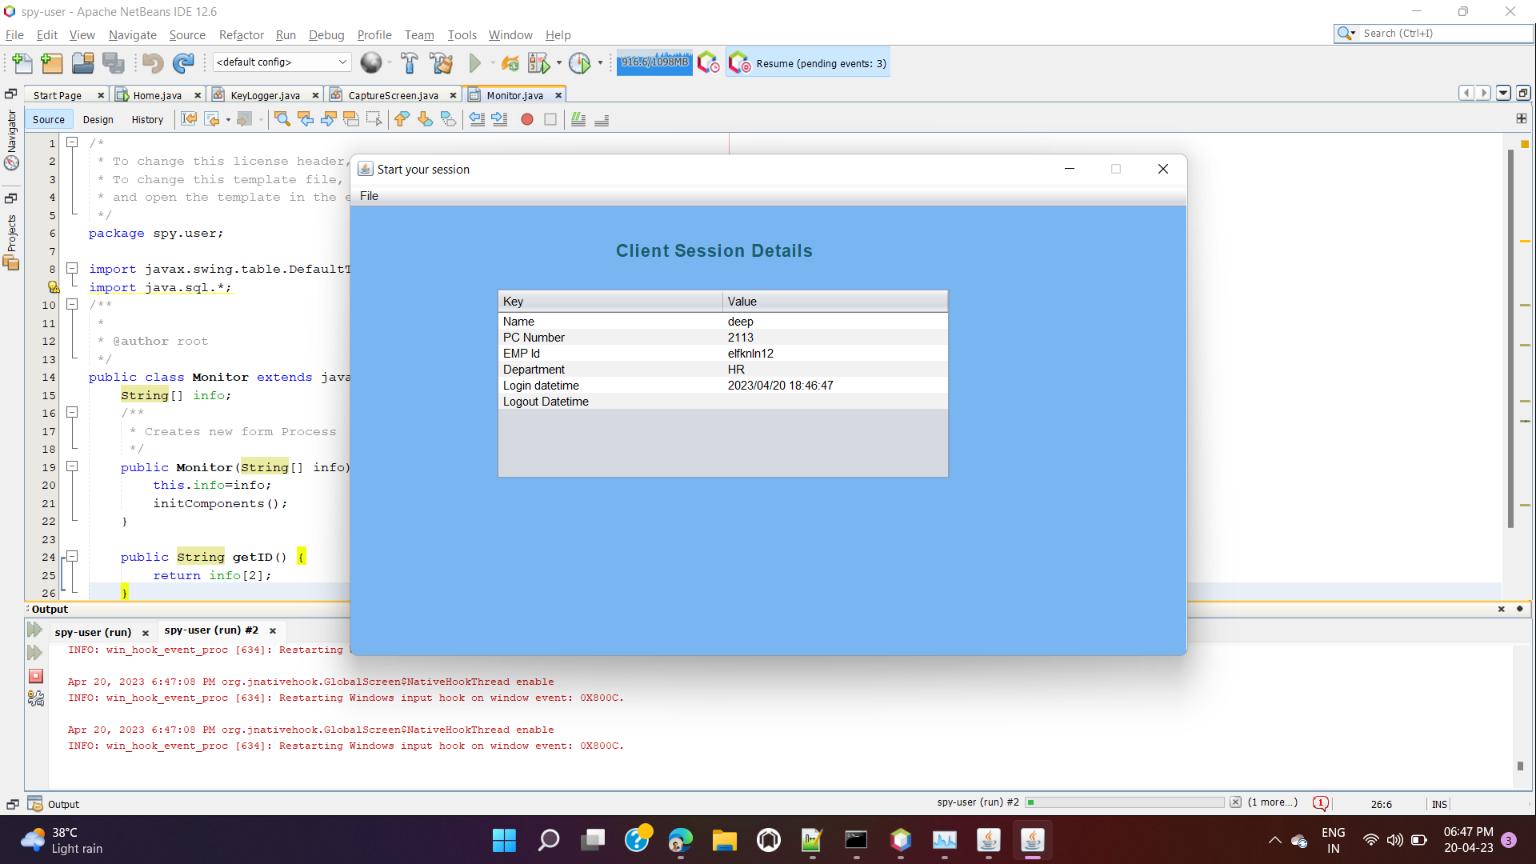 spy-user - Apache NetBeans IDE 12.6
File Edit View Navigate Source Refactor Run Debug Profile Team Tools Window Help
Search (Ctrl+I)
<default config>
916.6/1098MB
Resume (pending events: 3)
Start Page Home.java KeyLogger.java CaptureScreen.java Monitor.java
Source Design History
Navigator
Projects
1 /*
2 * To change this license header,
3 * To change this template file,
4 * and open the template in the e
5 */
6 package spy.user;
7
8 import javax.swing.table.DefaultT
import java.sql.*;
10 /**
11 *
12 * @author root
13 */
14 public class Monitor extends java
15 String[] info;
16 /**
17 * Creates new form Process
18 */
19 public Monitor(String[] info)
20 this.info=info;
21 initComponents();
22 }
23
24 public String getID() {
25 return info[2];
26 }
Start your session
File
Client Session Details
Key Value
Name deep
PC Number 2113
EMP Id elfknln12
Department HR
Login datetime 2023/04/20 18:46:47
Logout Datetime
Output
spy-user (run) spy-user (run) #2
INFO: win_hook_event_proc [634]: Restarting
Apr 20, 2023 6:47:08 PM org.jnativehook.GlobalScreen$NativeHookThread enable
INFO: win_hook_event_proc [634]: Restarting Windows input hook on window event: 0X800C.
Apr 20, 2023 6:47:08 PM org.jnativehook.GlobalScreen$NativeHookThread enable
INFO: win_hook_event_proc [634]: Restarting Windows input hook on window event: 0X800C.
Output
spy-user (run) #2
(1 more...)
1
26:6
INS
38°C
Light rain
ENG
IN
06:47 PM
20-04-23
3